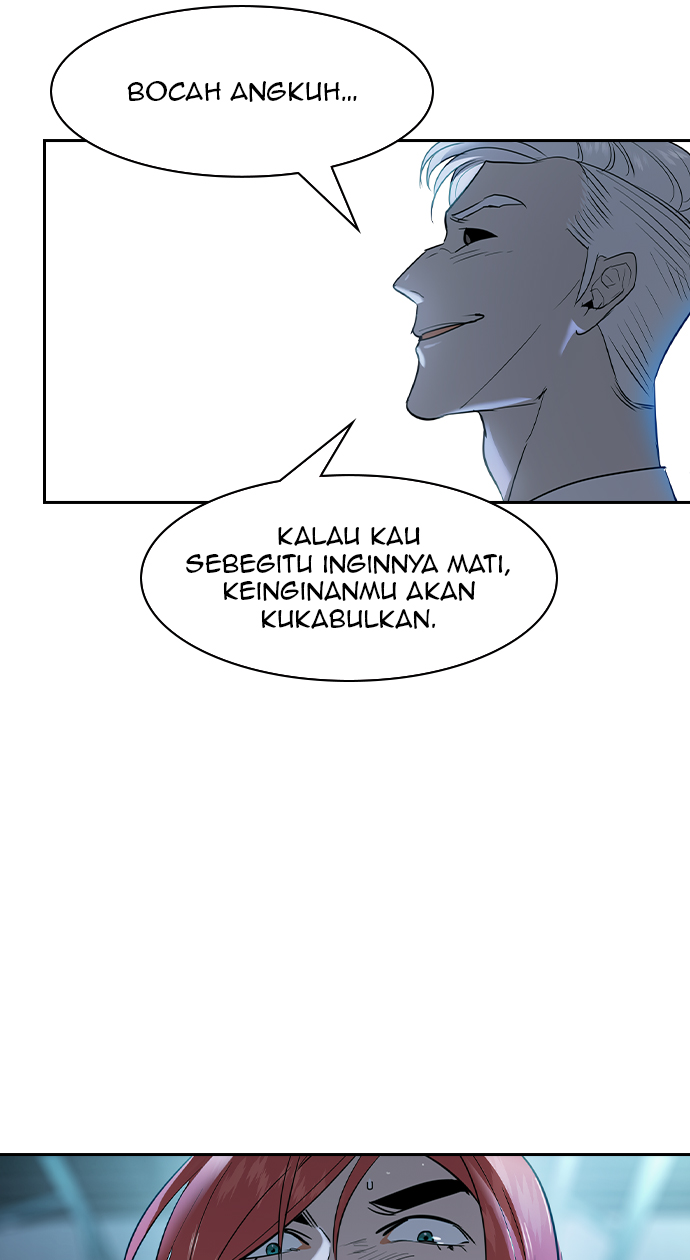 BOCAH ANGKUH...
KALAU KAU
SEBEGITU INGINNYA MATI,
KEINGINANMU AKAN
KUKABULKAN.